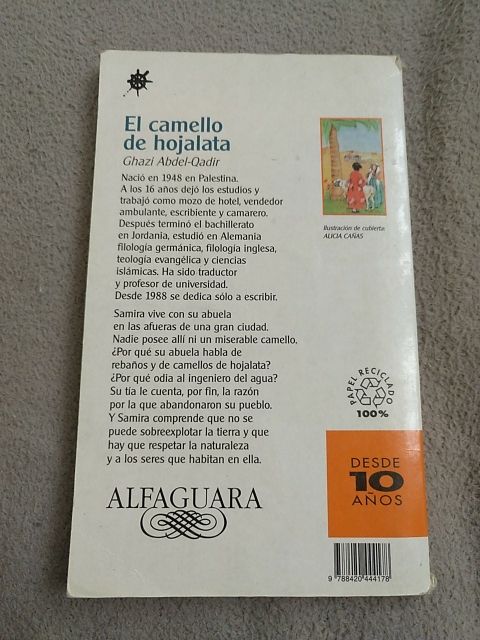 El camello
de hojalata
Ghazi Abdel-Qadir
Nació en 1948 en Palestina.
A los 16 años dejó los estudios y
trabajó como mozo de hotel, vendedor
ambulante, escribiente y camarero.
Después terminó el bachillerato
en Jordania, estudió en Alemania
filología germánica, filología inglesa,
teología evangélica y ciencias
islámicas. Ha sido traductor
y profesor de universidad.
Desde 1988 se dedica sólo a escribir.
Ilustración de cubierta:
ALICIA CAÑAS
Samira vive con su abuela
en las afueras de una gran ciudad.
Nadie posee allí ni un miserable camello.
¿Por qué su abuela habla de
rebaños y de camellos de hojalata?
¿Por qué odia al ingeniero del agua?
Su tía le cuenta, por fin, la razón
por la que abandonaron su pueblo.
Y Samira comprende que no se
puede sobreexplotar la tierra y que
hay que respetar la naturaleza
y a los seres que habitan en ella.
PAPEL RECICLADO
100%
DESDE
10
AÑOS
ALFAGUARA
9 788420 444178